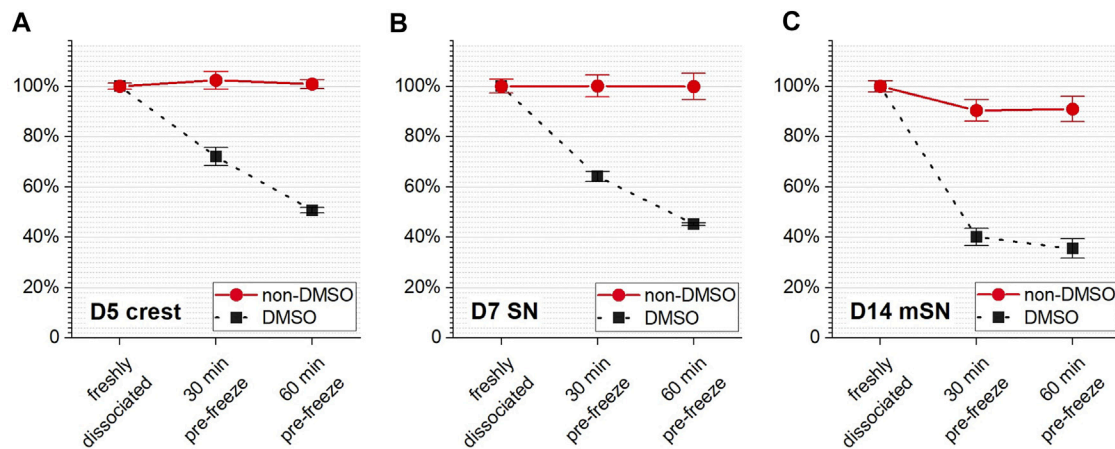 A
100%
80%
60%
40%
20%
0
D5 crest
non-DMSO
DMSO
freshly
dissociated
30 min
pre-freeze
60 min
pre-freeze
B
100%
80%
60%
40%
20%
0
D7 SN
non-DMSO
DMSO
freshly
dissociated
30 min
pre-freeze
60 min
pre-freeze
C
100%
80%
60%
40%
20%
0
D14 mSN
non-DMSO
DMSO
freshly
dissociated
30 min
pre-freeze
60 min
pre-freeze